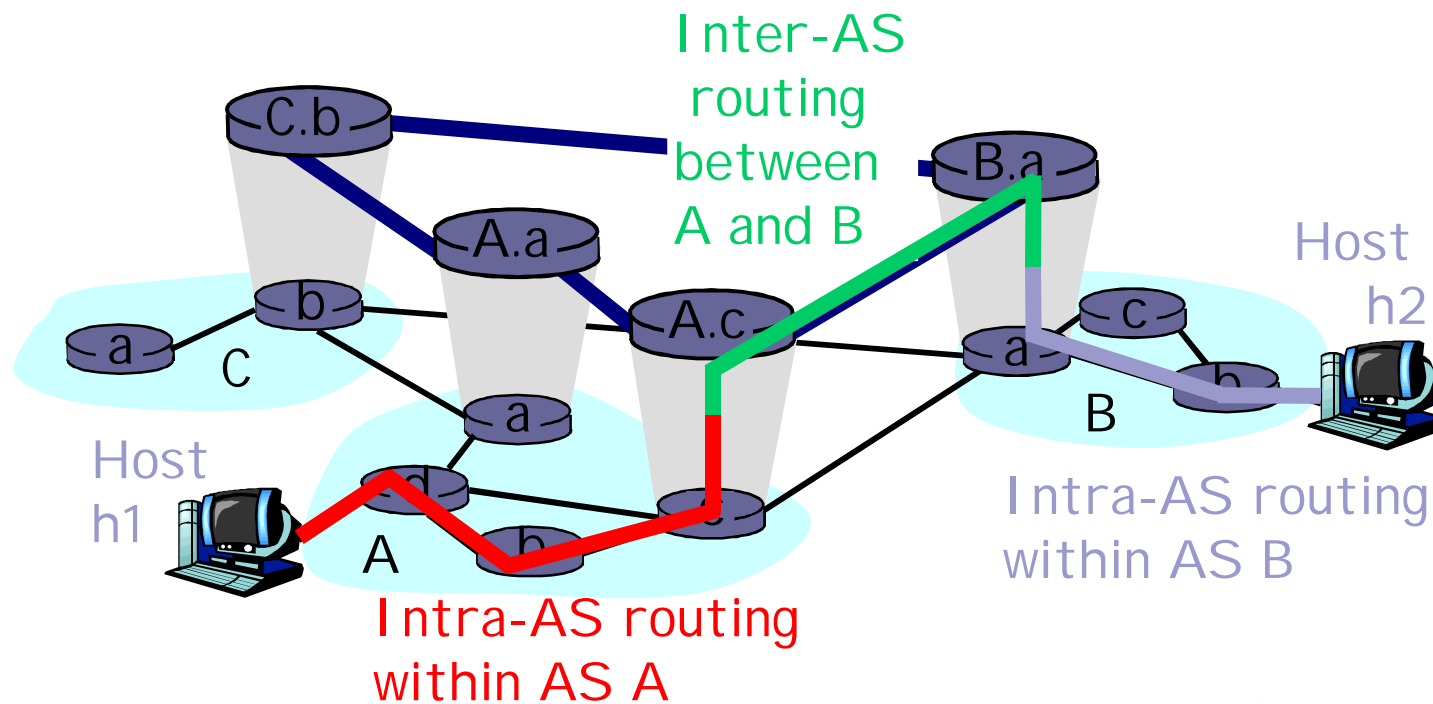 Inter-AS
routing
between
A and B
C.b
B.a
A.a
A.c
Host
h2
b
a
C
c
a
b
B
a
Host
h1
d
c
b
A
Intra-AS routing
within AS B
Intra-AS routing
within AS A